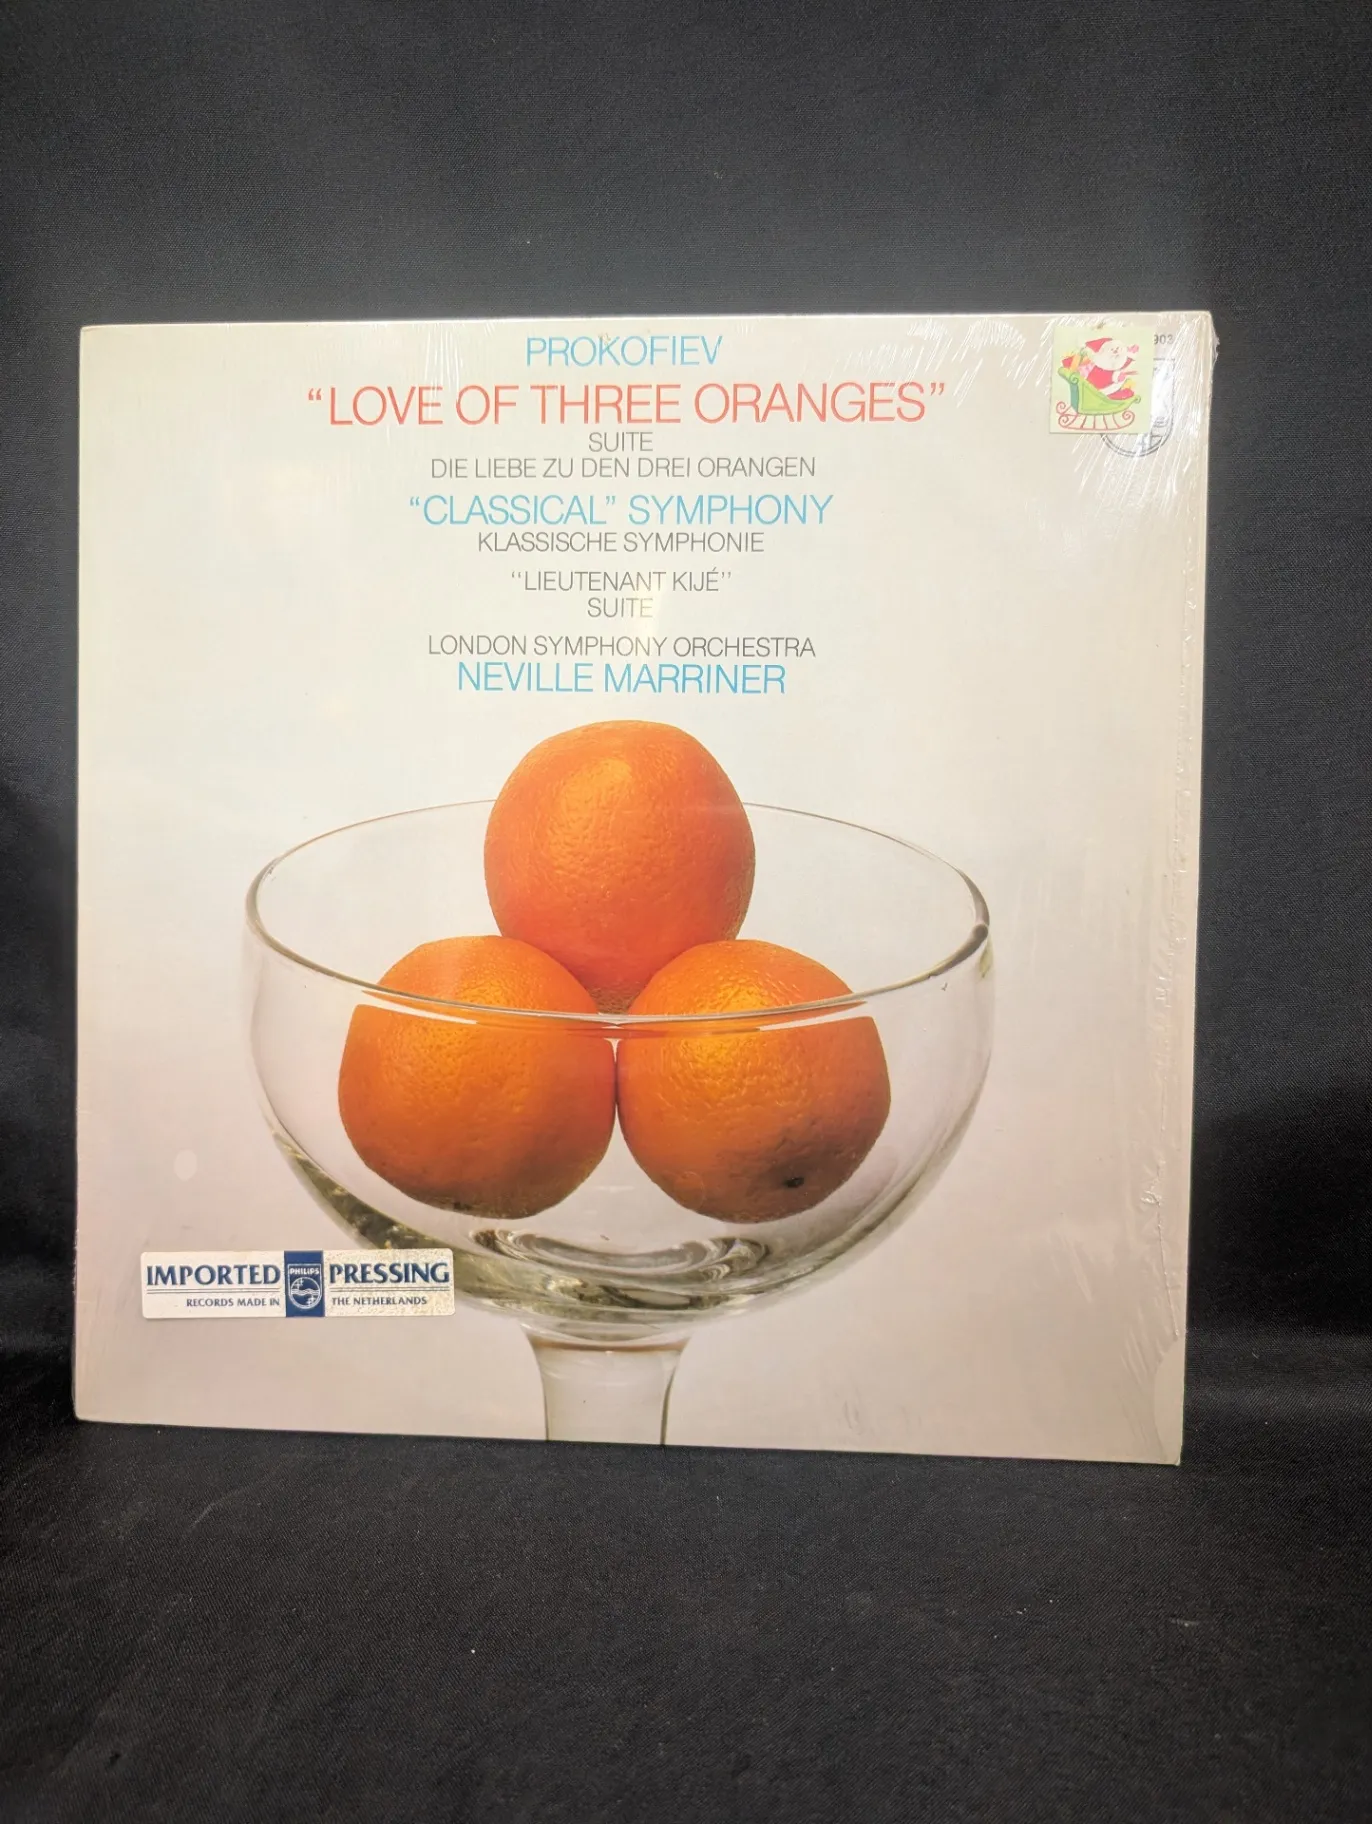 PROKOFIEV
903
“LOVE OF THREE ORANGES”
SUITE
DIE LIEBE ZU DEN DREI ORANGEN
“CLASSICAL” SYMPHONY
KLASSISCHE SYMPHONIE
“LIEUTENANT KIJÉ”
SUITE
LONDON SYMPHONY ORCHESTRA
NEVILLE MARRINER
IMPORTED PHILIPS PRESSING
RECORDS MADE IN THE NETHERLANDS